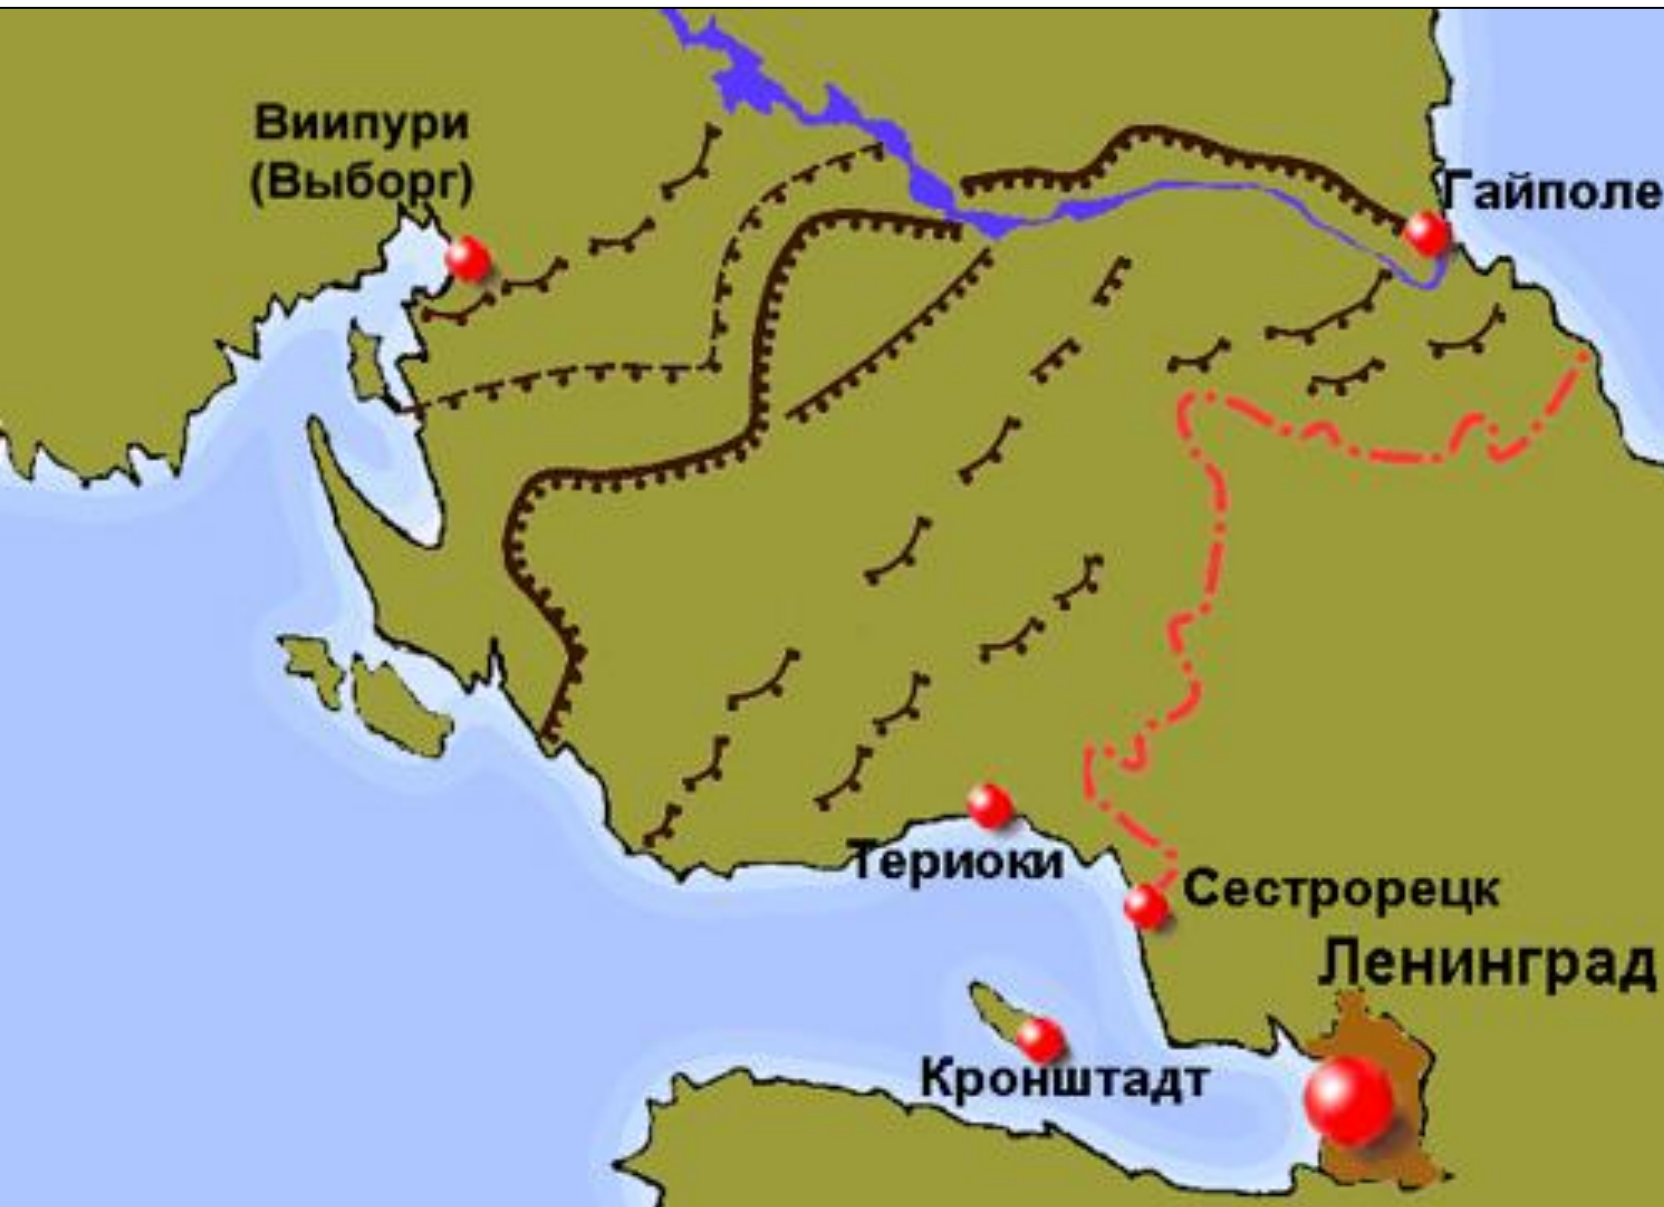 Виипури
(Выборг)
Гайполе
Териоки
Сестрорецк
Ленинград
Кронштадт